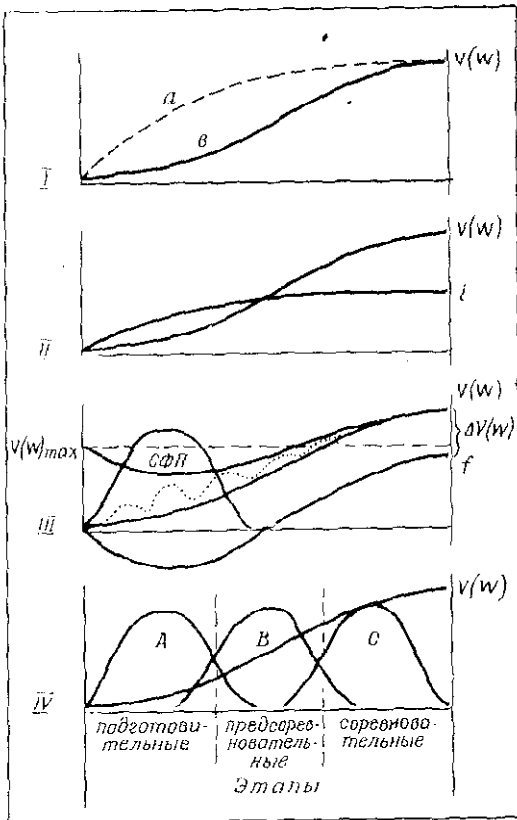 V(W)
а
в
I
V(W)
i
II
V(W)
V(W)max
СФП
ΔV(W)
f
III
V(W)
А В С
IV
подготови-
тельные
предсорев-
нователь-
ные
соревнова-
тельные
Этапы